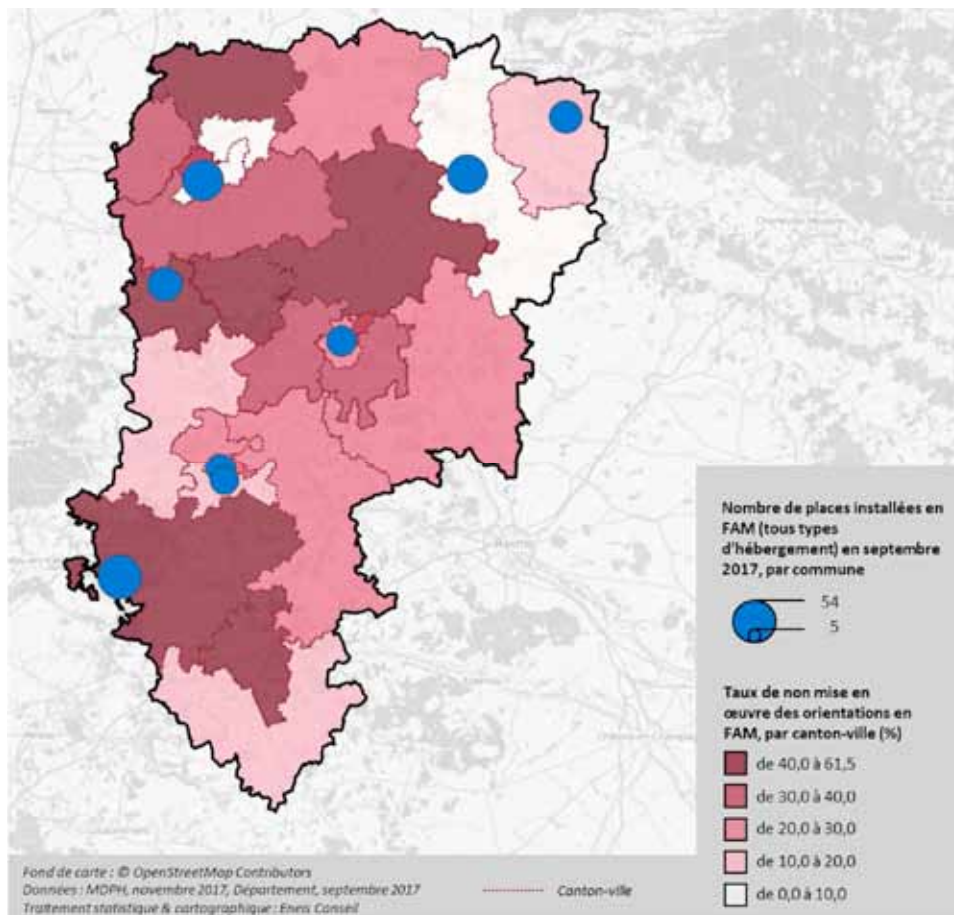 Nombre de places installées en
FAM (tous types
d'hébergement) en septembre
2017, par commune
54
5
Taux de non mise en
œuvre des orientations en
FAM, par canton-ville (%)
de 40,0 à 61,5
de 30,0 à 40,0
de 20,0 à 30,0
de 10,0 à 20,0
de 0,0 à 10,0
Fond de carte : © OpenStreetMap Contributors
Données : MDPH, novembre 2017, Département, septembre 2017
Canton-ville
Traitement statistique & cartographique : Eneis Conseil